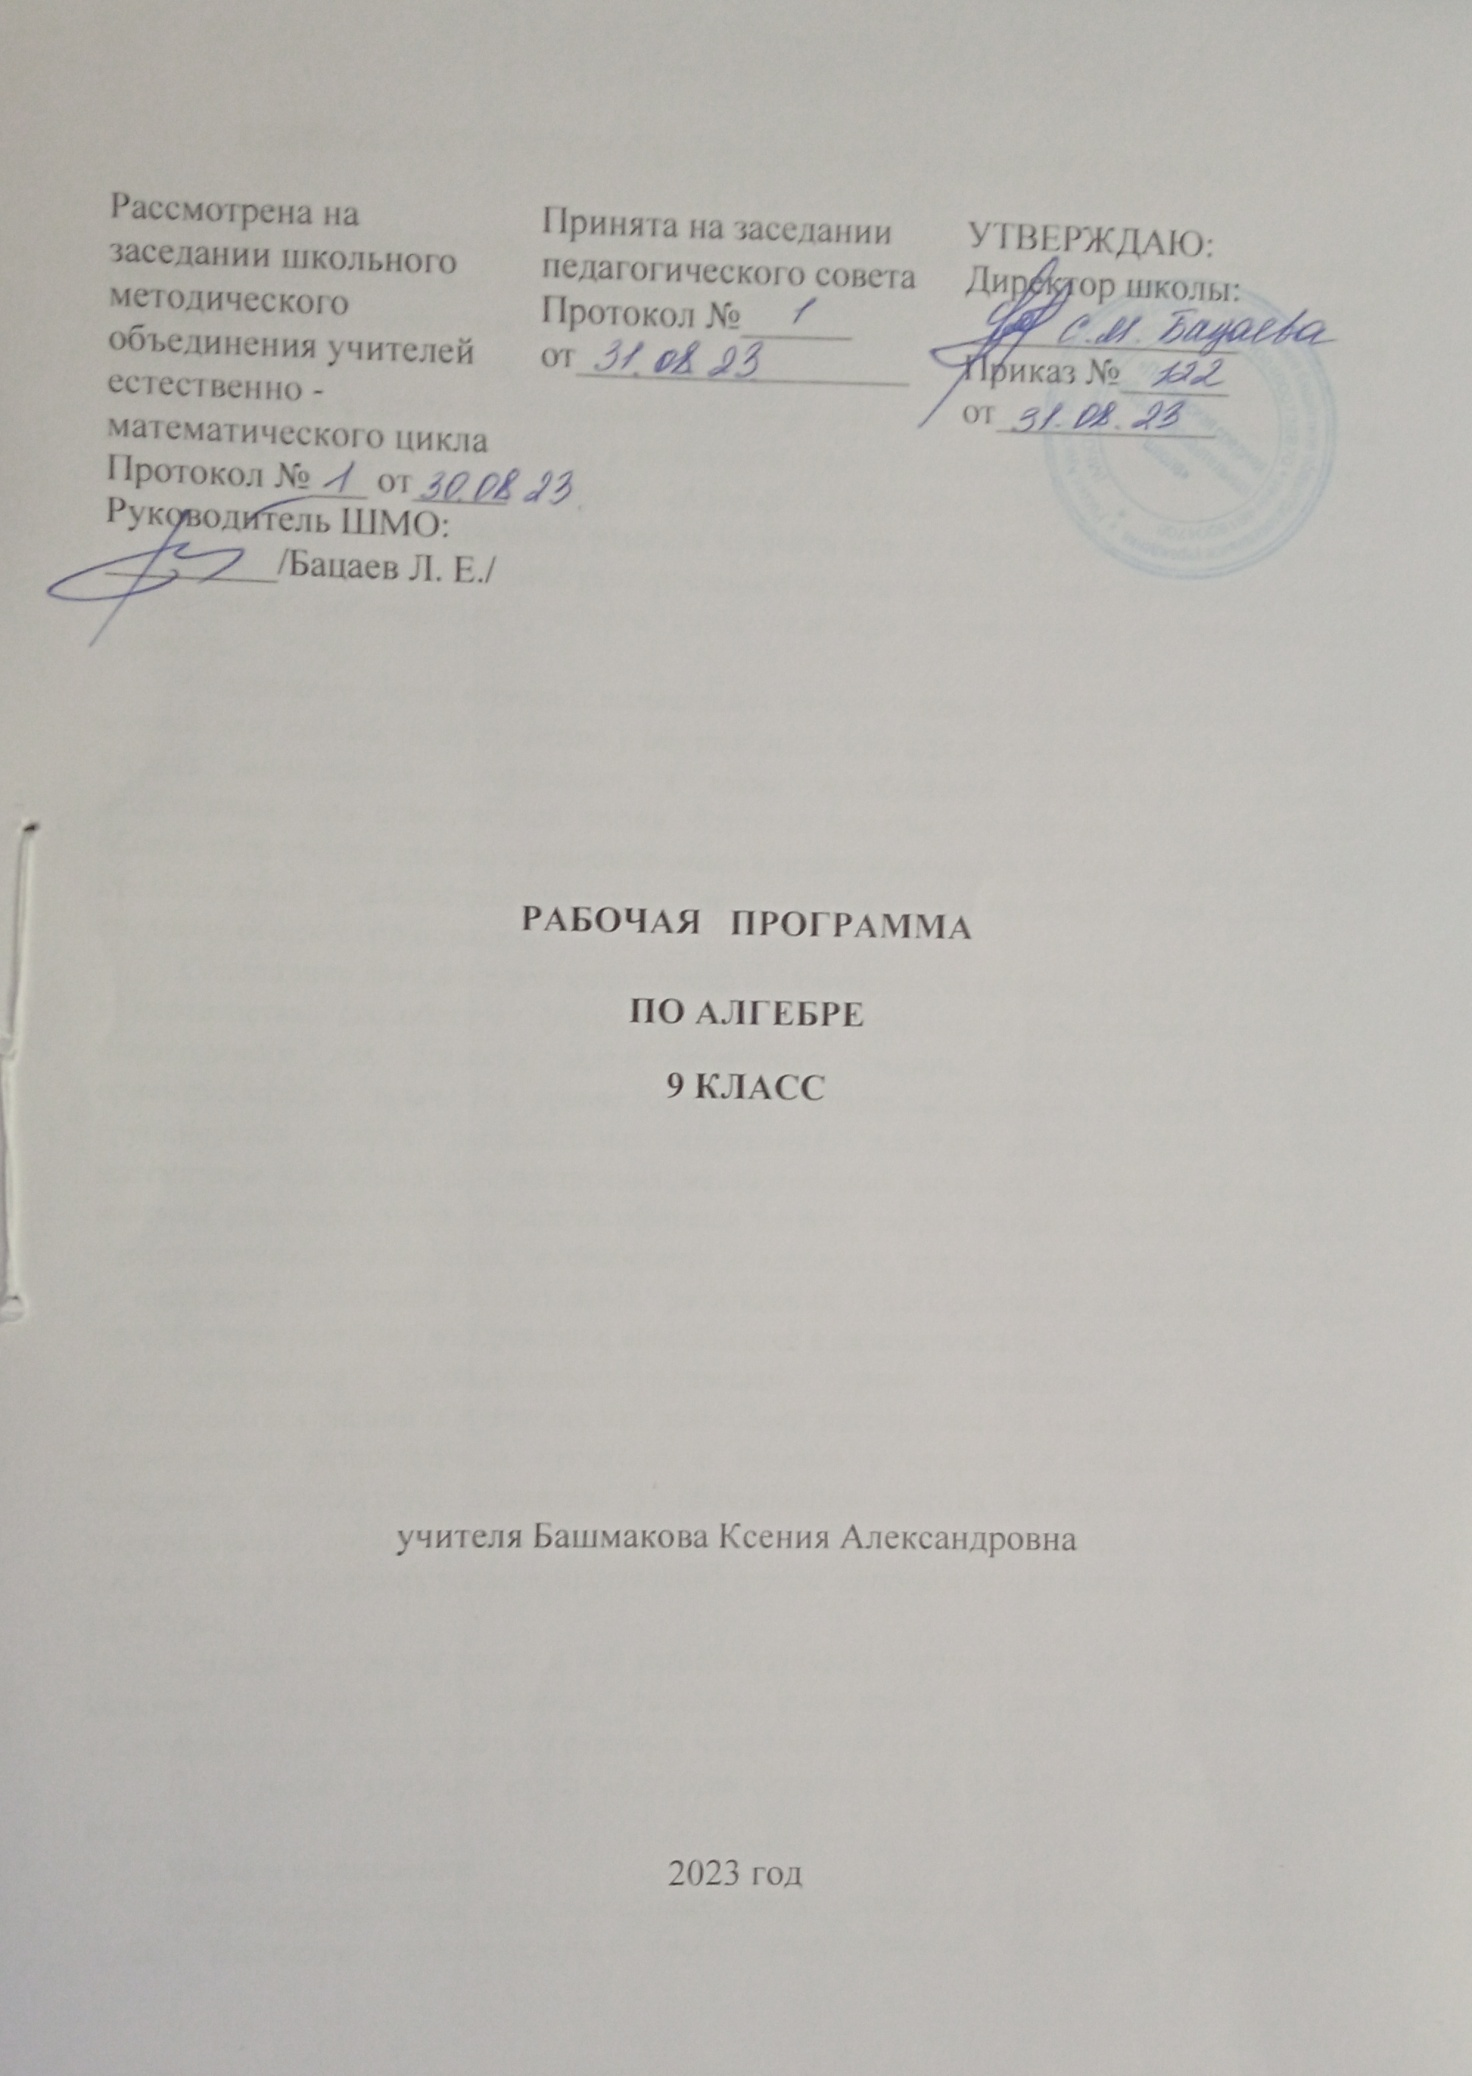 Рассмотрена на
заседании школьного
методического
объединения учителей
естественно -
математического цикла
Протокол № 1 от 30.08 23
Руководитель ШМО:
/Бацаев Л. Е./
Принята на заседании
педагогического совета
Протокол № 1
от 31.08 23
УТВЕРЖДАЮ:
Директор школы:
С.М. Бацаева
Приказ № 122
от 31.08.23
РАБОЧАЯ ПРОГРАММА
ПО АЛГЕБРЕ
9 КЛАСС
учителя Башмакова Ксения Александровна
2023 год